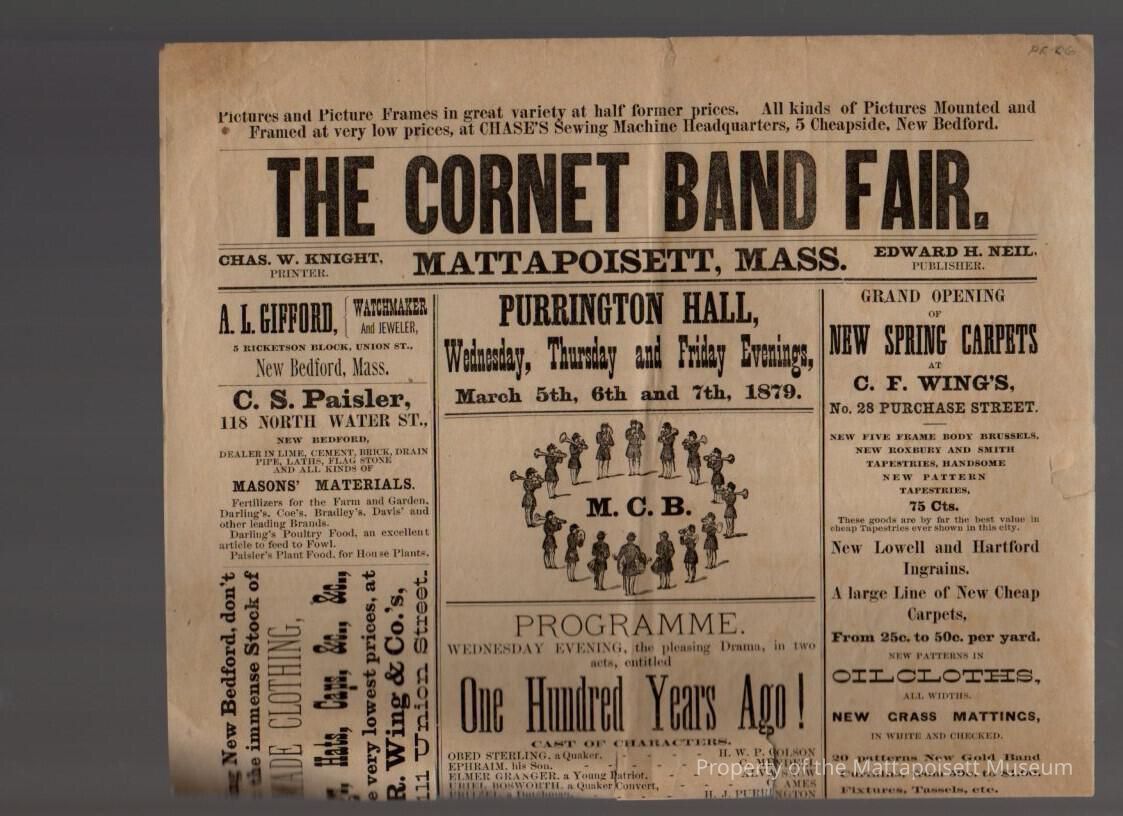 Pictures and Picture Frames in great variety at half former prices. All kinds of Pictures Mounted and
Framed at very low prices, at CHASE'S Sewing Machine Headquarters, 5 Cheapside, New Bedford.
THE CORNET BAND FAIR.
CHAS. W. KNIGHT,
PRINTER.
MATTAPOISETT, MASS.
EDWARD H. NEIL,
PUBLISHER.
A. L. GIFFORD,
WATCHMAKER
And JEWELER,
5 RICKETSON BLOCK, UNION ST.,
New Bedford, Mass.
C. S. Paisler,
118 NORTH WATER ST.,
NEW BEDFORD,
DEALER IN LIME, CEMENT, BRICK, DRAIN
PIPE, LATHS, FLAG STONE
AND ALL KINDS OF
MASONS' MATERIALS.
Fertilizers for the Farm and Garden,
Darling's, Coe's, Bradley's, Davis' and
other leading Brands.
Darling's Poultry Food, an excellent
article to feed to Fowl.
Paisler's Plant Food, for House Plants.
New Bedford, don't
the immense Stock of
MADE CLOTHING,
Hats, Caps, &c., &c.,
very lowest prices, at
R. Wing & Co.'s,
111 Union Street.
PURRINGTON HALL,
Wednesday, Thursday and Friday Evenings,
March 5th, 6th and 7th, 1879.
M. C. B.
PROGRAMME.
WEDNESDAY EVENING, the pleasing Drama, in two
acts, entitled
One Hundred Years Ago!
CAST OF CHARACTERS.
OBED STERLING, a Quaker, - - - H. W. P. COLSON
EPHRAIM, his Son,
ELMER GRANGER, a Young Patriot,
URIEL BOSWORTH, a Quaker Convert, - - AMES
H. J. PURRINGTON
GRAND OPENING
OF
NEW SPRING CARPETS
AT
C. F. WING'S,
No. 28 PURCHASE STREET.
NEW FIVE FRAME BODY BRUSSELS,
NEW ROXBURY AND SMITH
TAPESTRIES, HANDSOME
NEW PATTERN
TAPESTRIES,
75 Cts.
These goods are by far the best value in
cheap Tapestries ever shown in this city.
New Lowell and Hartford
Ingrains.
A large Line of New Cheap
Carpets,
From 25c. to 50c. per yard.
NEW PATTERNS IN
OILCLOTHS,
ALL WIDTHS.
NEW GRASS MATTINGS,
IN WHITE AND CHECKED.
20 patterns New Gold Band
Fixtures, Tassels, etc.
Property of the Mattapoisett Museum